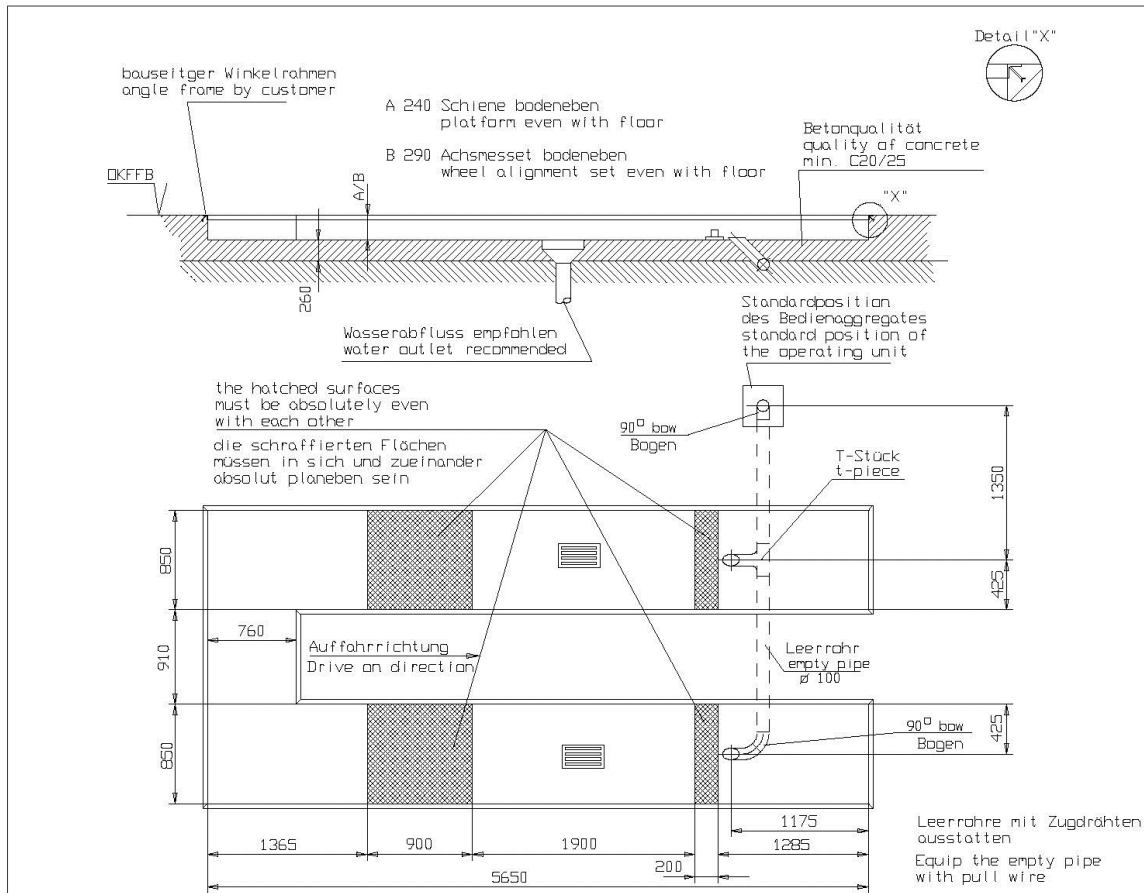 Detail"X"
bauseitger Winkelrahmen
angle frame by customer
A 240 Schiene bodeneben
platform even with floor
B 290 Achsmesset bodeneben
wheel alignment set even with floor
Betonqualität
quality of concrete
min. C20/25
OKFFB
A/B
"X"
260
Wasserabfluss empfohlen
water outlet recommended
Standardposition
des Bedienaggregates
standard position of
the operating unit
the hatched surfaces
must be absolutely even
with each other
die schraffierten Flächen
müssen in sich und zueinander
absolut planeben sein
90° bow
Bogen
T-Stück
t-piece
1350
850
425
760
910
Auffahrrichtung
Drive on direction
Leerrohr
empty pipe
ø 100
850
425
90° bow
Bogen
1175
1365
900
1900
200
1285
5650
Leerrohre mit Zugdrähten
ausstatten
Equip the empty pipe
with pull wire